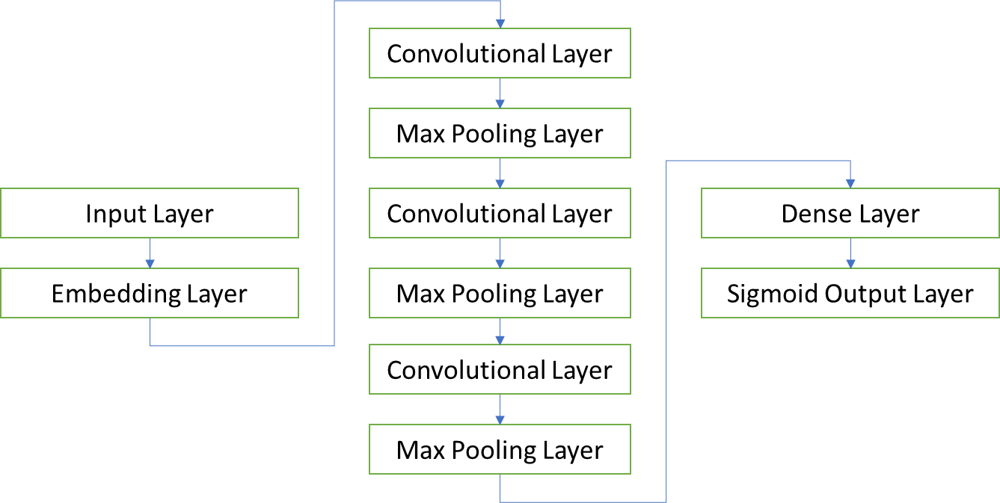 Input Layer
Embedding Layer
Convolutional Layer
Max Pooling Layer
Convolutional Layer
Max Pooling Layer
Convolutional Layer
Max Pooling Layer
Dense Layer
Sigmoid Output Layer